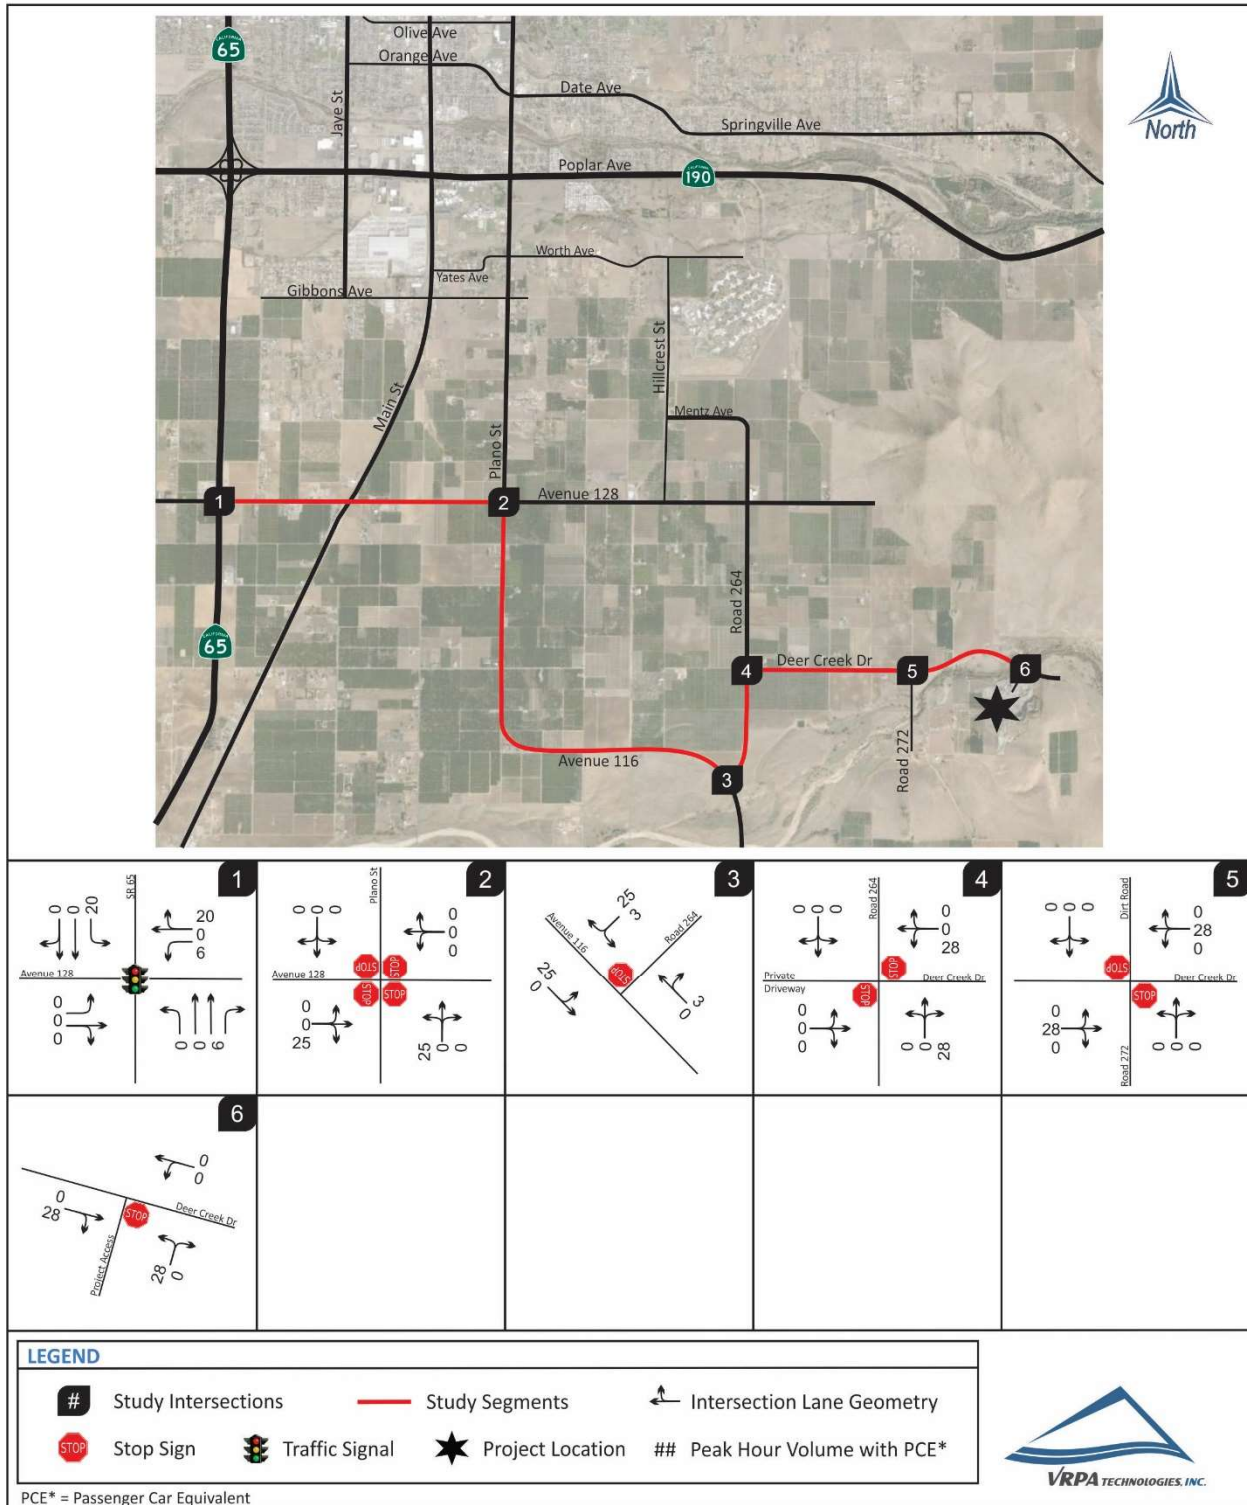 CALIFORNIA
65
Olive Ave
Orange Ave
Jaye St
Date Ave
Springville Ave
North
Poplar Ave
CALIFORNIA
190
Worth Ave
Yates Ave
Gibbons Ave
Hillcrest St
Main St
Mentz Ave
Plano St
1
2
Avenue 128
Road 264
CALIFORNIA
65
4
Deer Creek Dr
5
6
Avenue 116
Road 272
3
1
SR 65
0 0 20
20
0
6
Avenue 128
0
0
0
0 0 6
2
Plano St
0 0 0
0
0
0
STOP STOP
Avenue 128
STOP STOP
0
0
25
25 0 0
3
25
3
Avenue 116
Road 264
STOP
25
0
3
0
4
Road 264
0 0 0
0
0
28
STOP
Private
Driveway
Deer Creek Dr
STOP
0
0
0
0 0 28
5
Dirt Road
0 0 0
0
28
0
STOP
Deer Creek Dr
STOP
0
28
0
Road 272
0 0 0
6
0
0
0
28
STOP
Deer Creek Dr
Project Access
28 0
LEGEND
# Study Intersections
Study Segments
Intersection Lane Geometry
STOP Stop Sign
Traffic Signal
Project Location
## Peak Hour Volume with PCE*
PCE* = Passenger Car Equivalent
VRPA TECHNOLOGIES, INC.